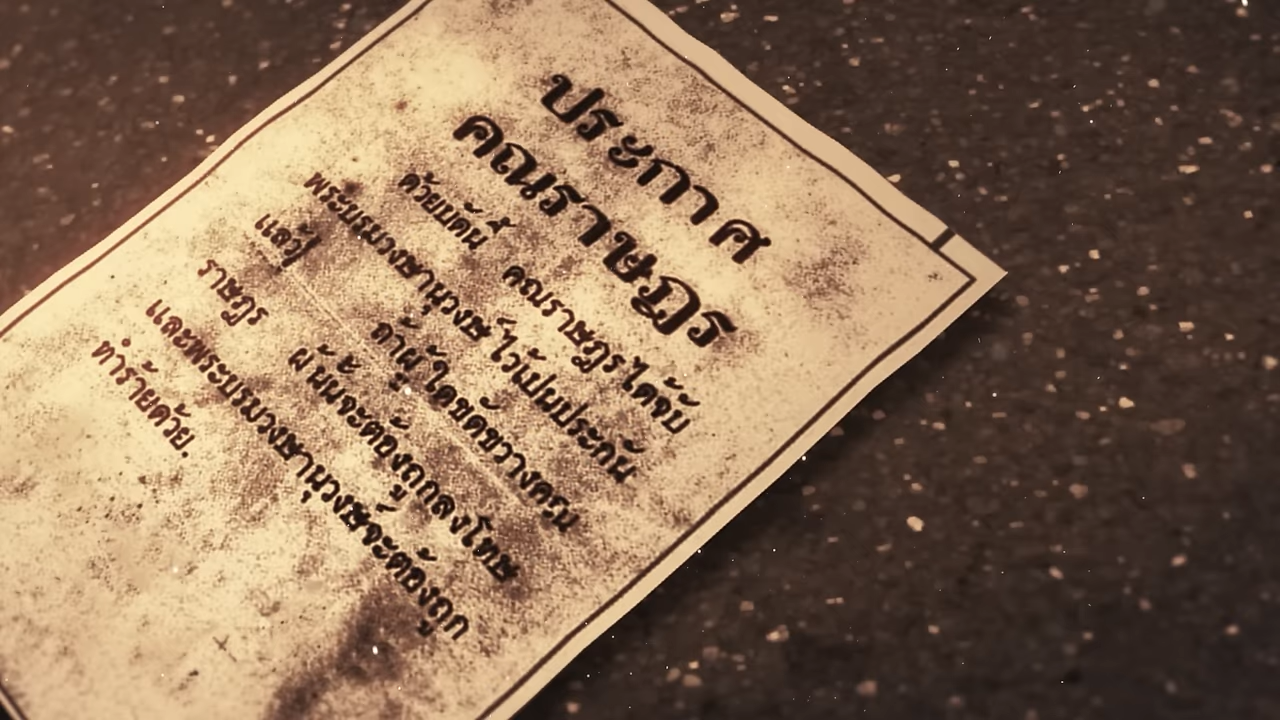 ประกาศ
คณราษฎร
ด้วยบัดนี้ คณราษฎรได้จับ
พระบรมวงษานุวงษ์ไว้เปนประกัน
แลว้ ถ้าผู้ใดขัดขวางคณ
ราษฎร ผู้นั้นจะต้องถูกลงโทษ
และพระบรมวงษานุวงษ์จะต้องถูก
ทำร้ายด้วย.